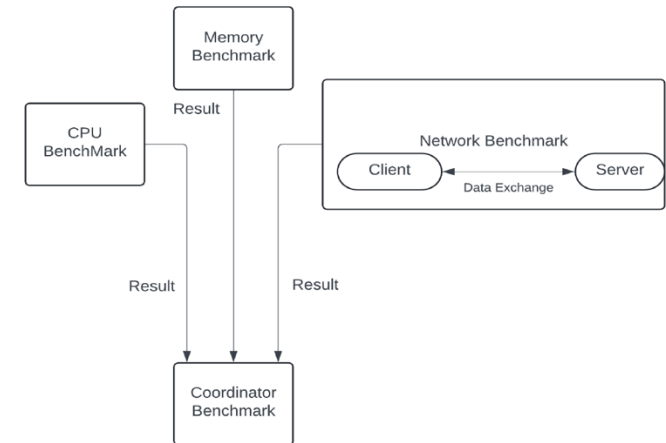 Memory
Benchmark
Result
CPU
BenchMark
Network Benchmark
Client
Server
Data Exchange
Result
Result
Coordinator
Benchmark